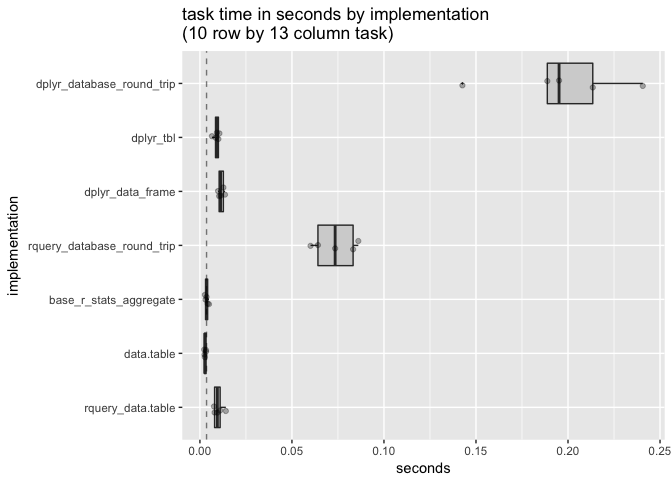 task time in seconds by implementation
(10 row by 13 column task)
dplyr_database_round_trip
dplyr_tbl
dplyr_data_frame
rquery_database_round_trip
base_r_stats_aggregate
data.table
rquery_data.table
implementation
0.00 0.05 0.10 0.15 0.20 0.25
seconds